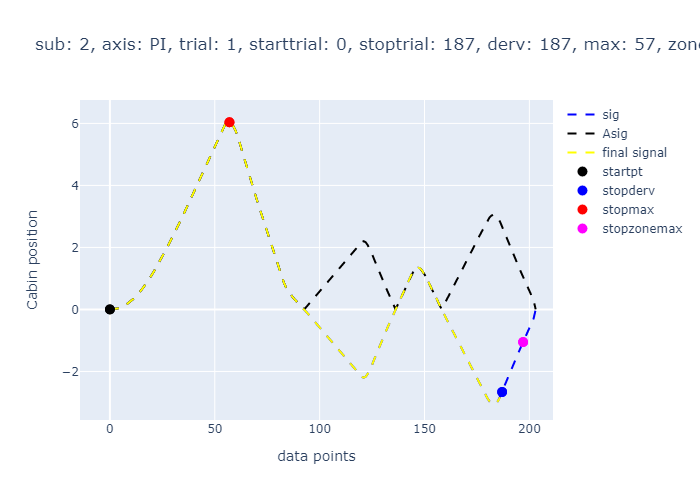 sub: 2, axis: PI, trial: 1, starttrial: 0, stoptrial: 187, derv: 187, max: 57, zon
6
4
2
0
−2
Cabin position
0
50
100
150
200
data points
sig
Asig
final signal
startpt
stopderv
stopmax
stopzonemax